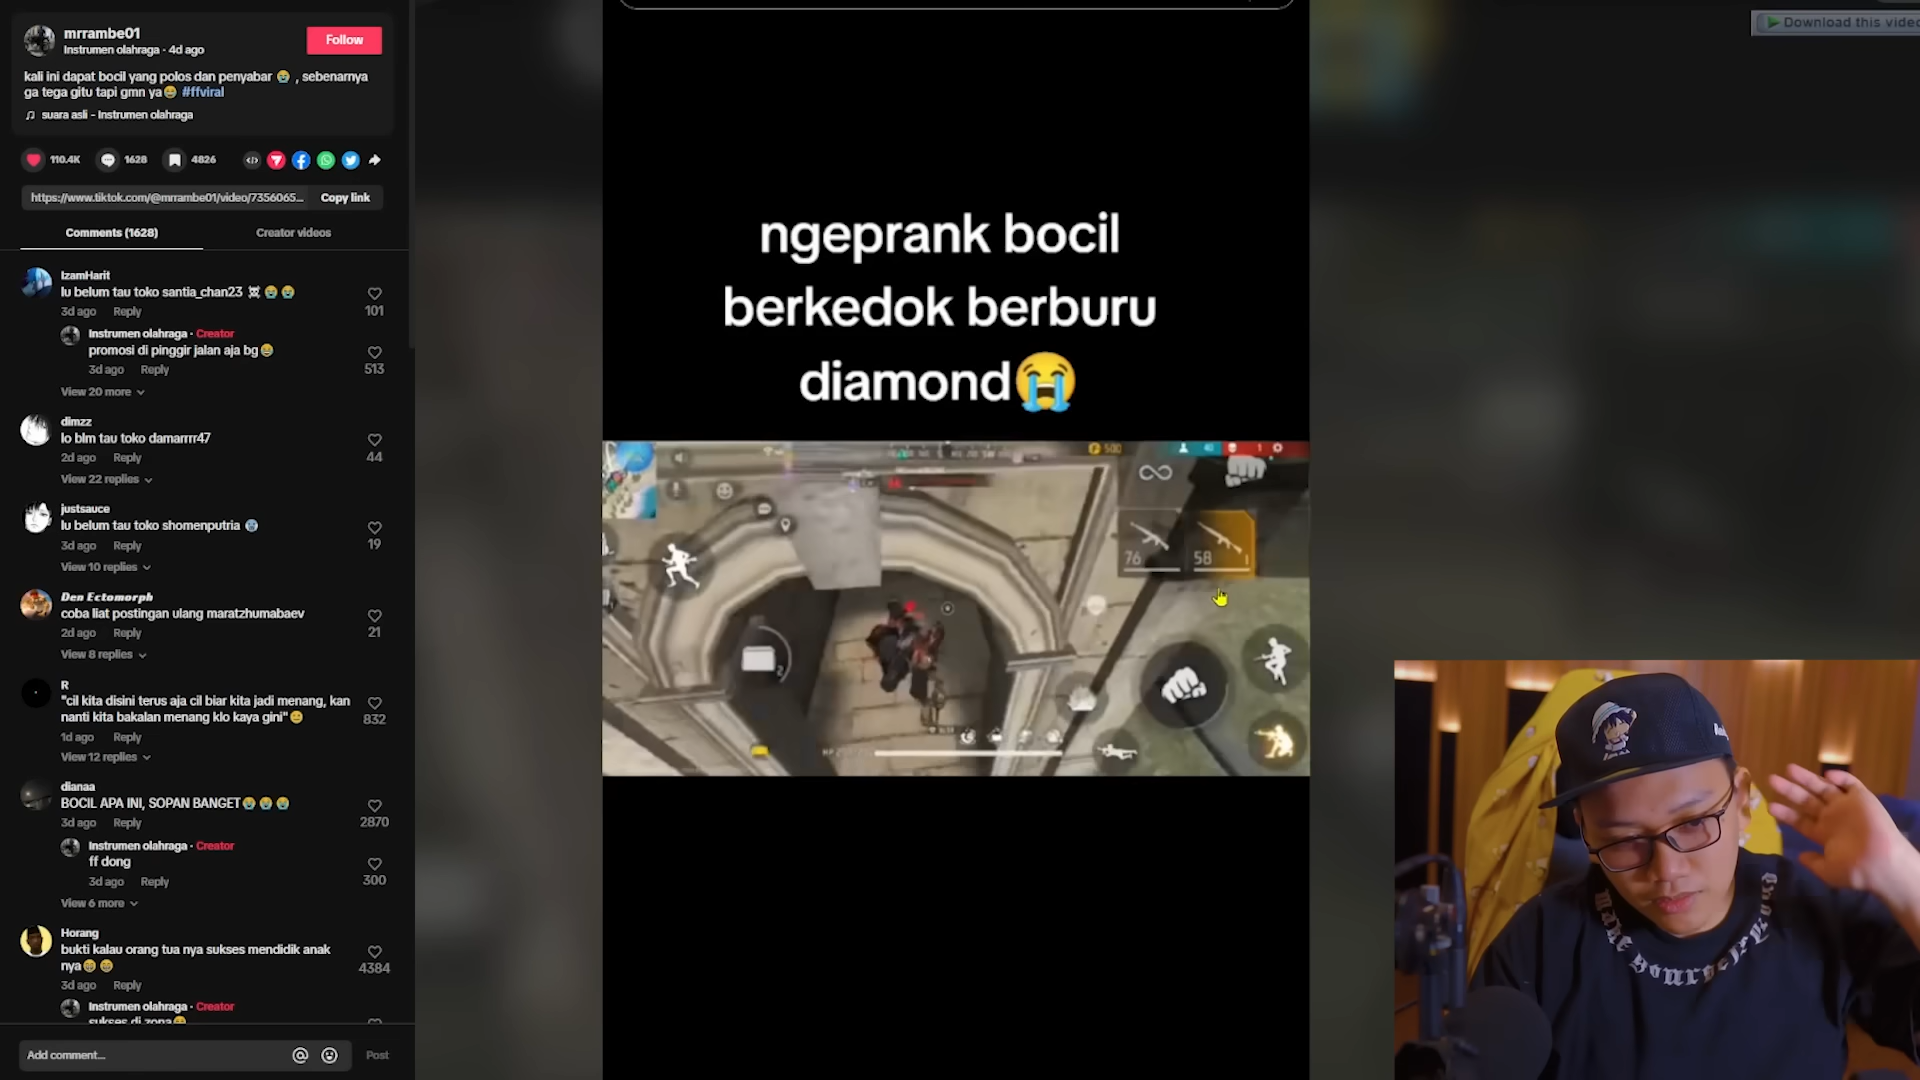 mrrambe01
Instrumen olahraga · 4d ago
Follow
kali ini dapat bocil yang polos dan penyabar 😭 , sebenarnya
ga tega gitu tapi gmn ya😂 #ffviral
suara asli - Instrumen olahraga
110.4K
1628
4826
https://www.tiktok.com/@mrrambe01/video/7356065...
Copy link
Comments (1628)
Creator videos
IzamHarit
lu belum tau toko santia_chan23 ☠ 😭 😭
3d ago Reply
101
Instrumen olahraga · Creator
promosi di pinggir jalan aja bg😂
3d ago Reply
513
View 20 more
dimzz
lo blm tau toko damarrrr47
2d ago Reply
44
View 22 replies
justsauce
lu belum tau toko shomenputria 🥶
3d ago Reply
19
View 10 replies
Den Ectomorph
coba liat postingan ulang maratzhumabaev
2d ago Reply
21
View 8 replies
R
"cil kita disini terus aja cil biar kita jadi menang, kan
nanti kita bakalan menang klo kaya gini"😊
1d ago Reply
832
View 12 replies
dianaa
BOCIL APA INI, SOPAN BANGET😭 😭 😭
3d ago Reply
2870
Instrumen olahraga · Creator
ff dong
3d ago Reply
300
View 6 more
Horang
bukti kalau orang tua nya sukses mendidik anak
nya😁 😁
3d ago Reply
4384
Instrumen olahraga · Creator
sukses di zona😂
Add comment...
Post
ngeprank bocil
berkedok berburu
diamond😭
500
76
58
Download this video